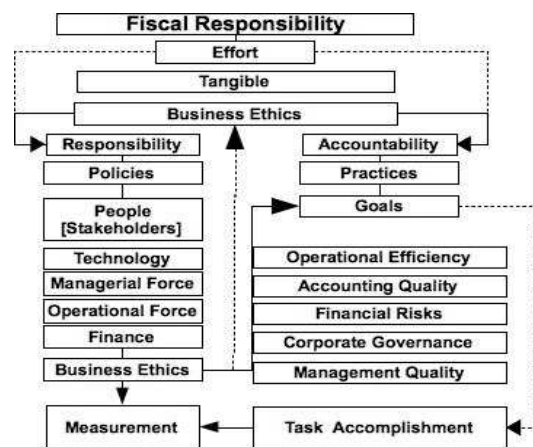 Fiscal Responsibility
Effort
Tangible
Business Ethics
Responsibility
Accountability
Policies
Practices
People
[Stakeholders]
Goals
Technology
Operational Efficiency
Managerial Force
Accounting Quality
Operational Force
Financial Risks
Finance
Corporate Governance
Business Ethics
Management Quality
Measurement
Task Accomplishment